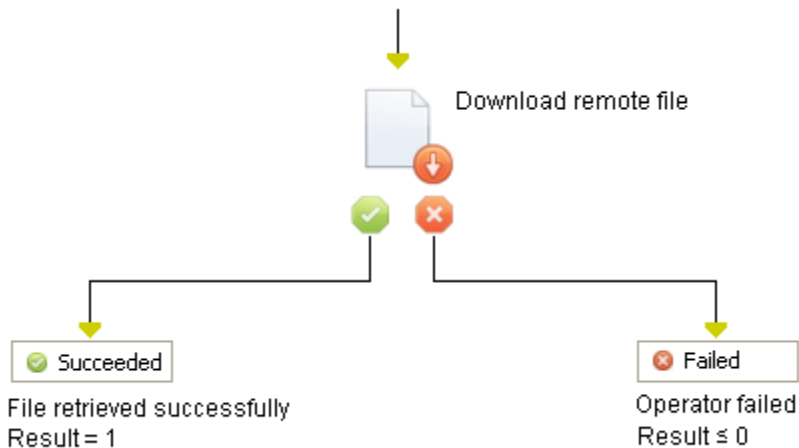 Download remote file
Succeeded
File retrieved successfully
Result = 1
Failed
Operator failed
Result ≤ 0